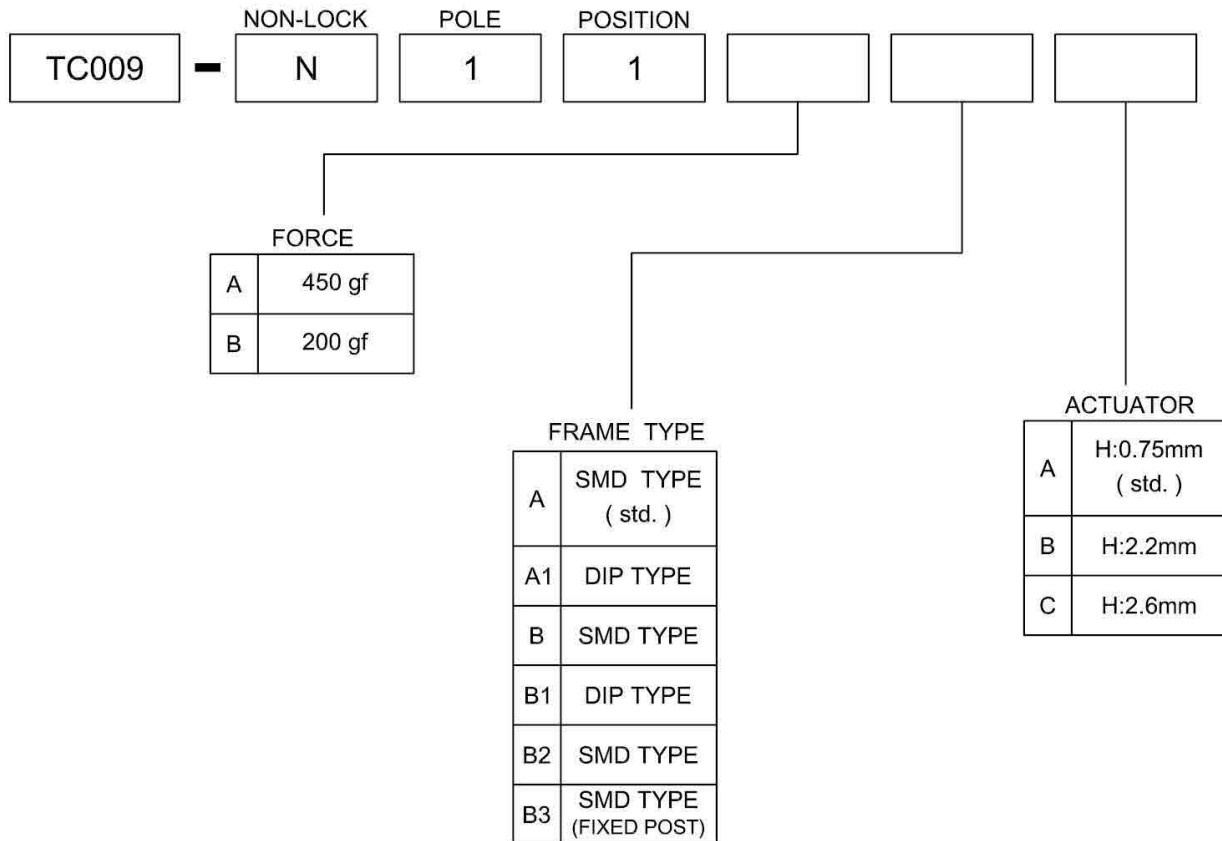 NON-LOCK POLE POSITION
TC009 - N 1 1
FORCE
A 450 gf
B 200 gf
FRAME TYPE
A SMD TYPE
( std. )
A1 DIP TYPE
B SMD TYPE
B1 DIP TYPE
B2 SMD TYPE
B3 SMD TYPE
(FIXED POST)
ACTUATOR
A H:0.75mm
( std. )
B H:2.2mm
C H:2.6mm